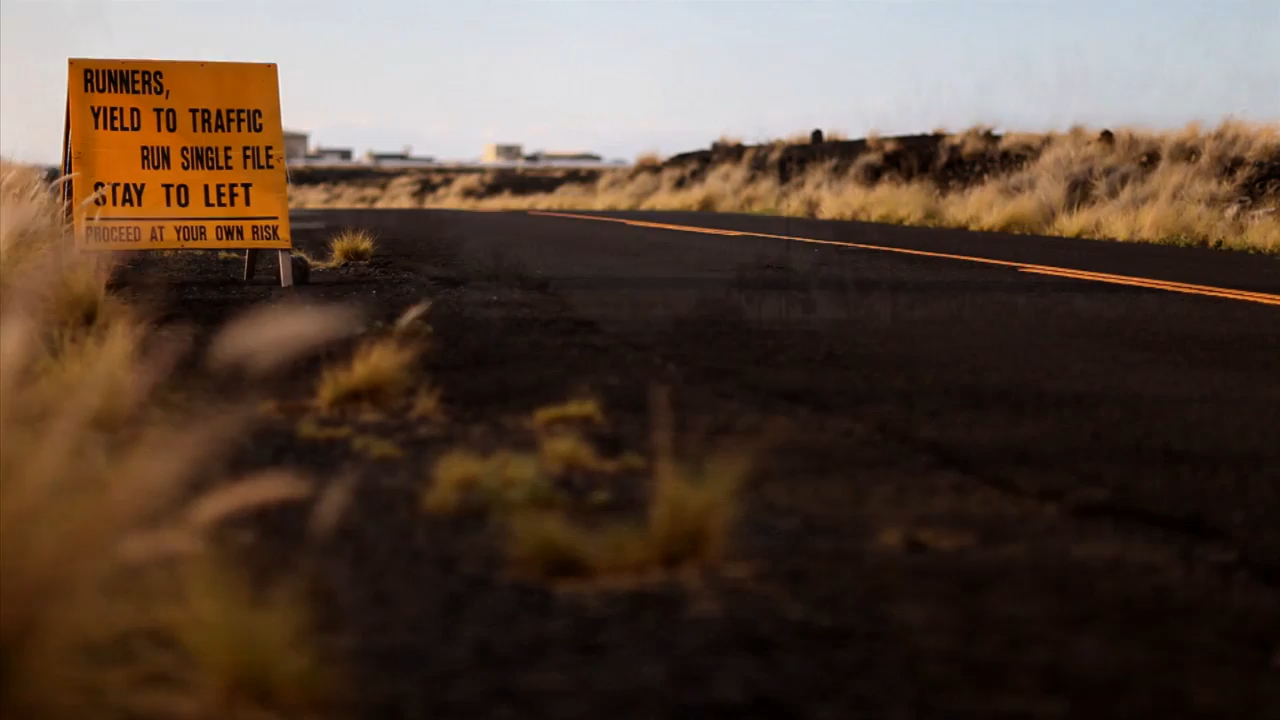 RUNNERS,
YIELD TO TRAFFIC
RUN SINGLE FILE
STAY TO LEFT
PROCEED AT YOUR OWN RISK